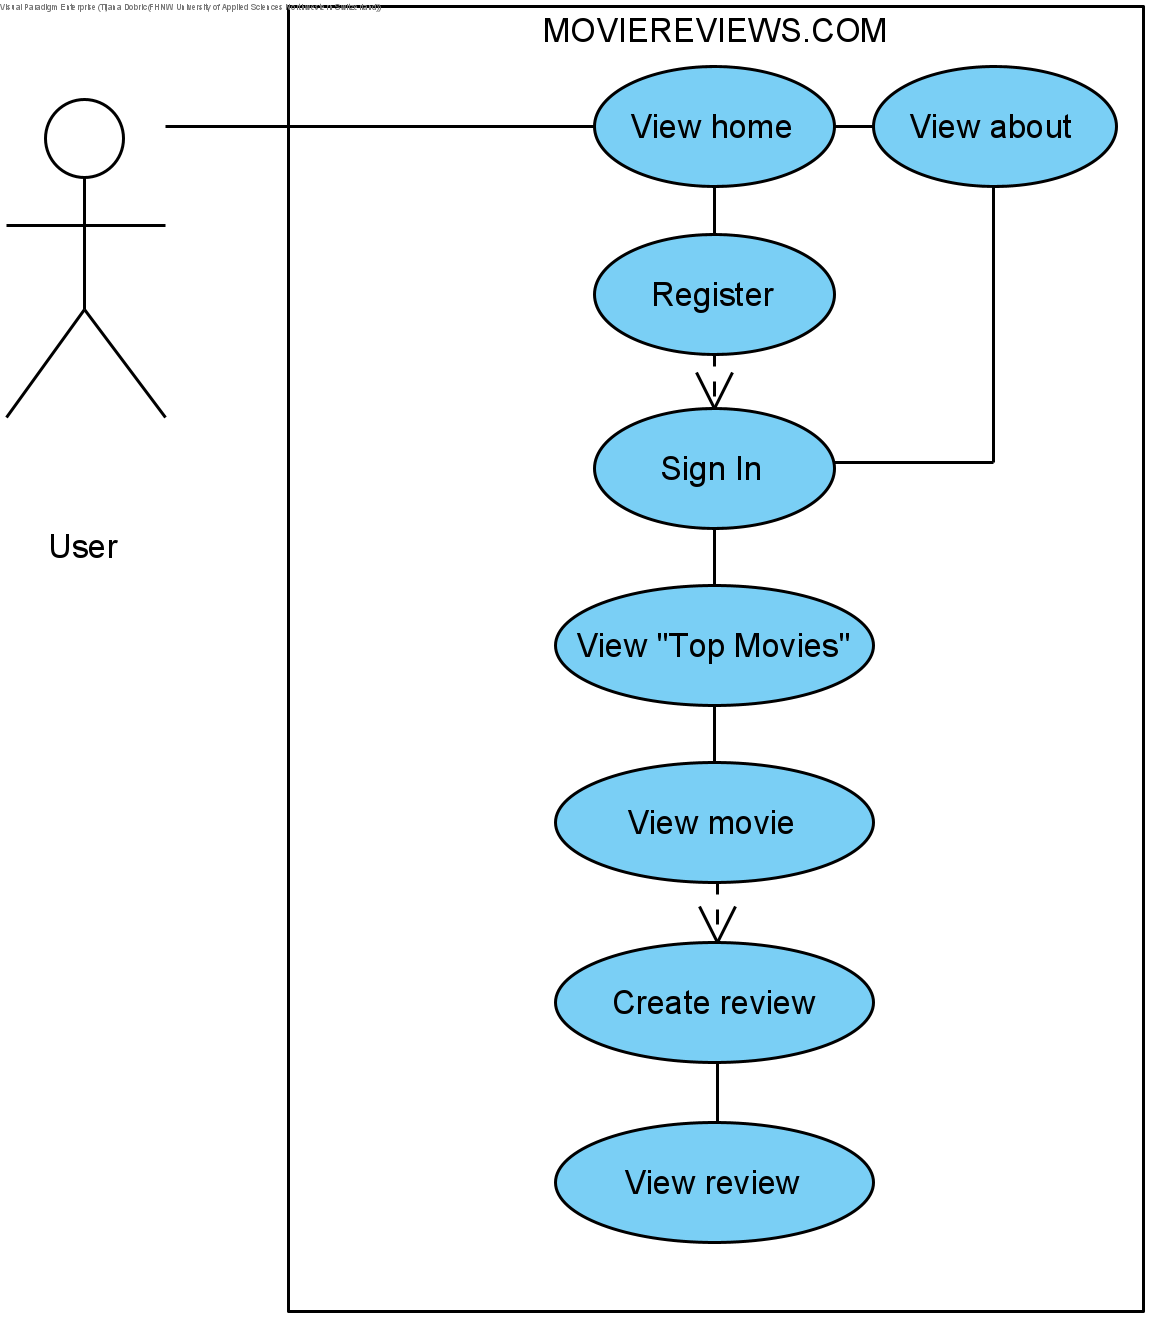 Visual Paradigm Enterprise (Tijana Dobric(FHNW University of Applied Sciences
MOVIEREVIEWS.COM
View home
View about
Register
Sign In
User
View "Top Movies"
View movie
Create review
View review